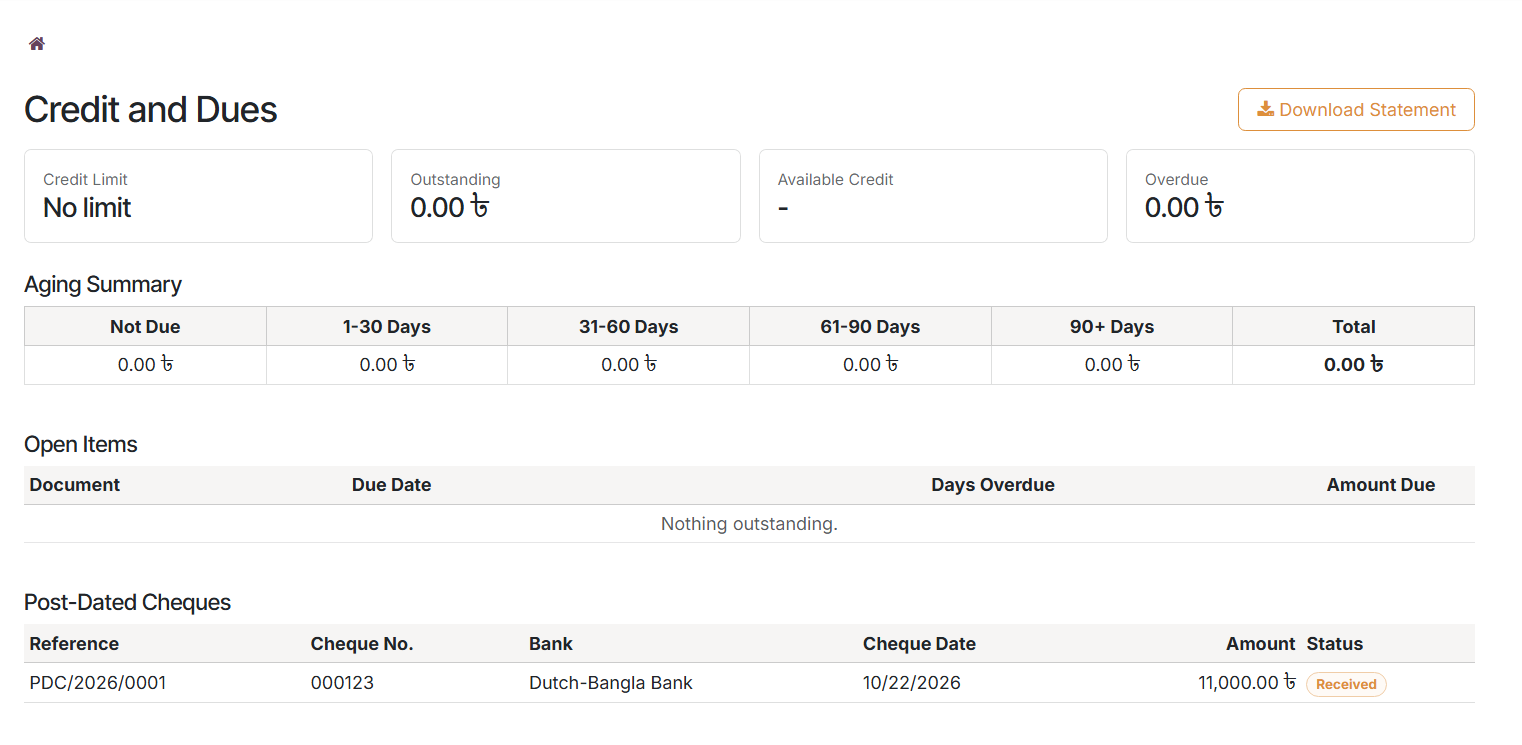 Credit and Dues
Download Statement
Credit Limit
No limit
Outstanding
0.00 ৳
Available Credit
-
Overdue
0.00 ৳
Aging Summary
Not Due 1-30 Days 31-60 Days 61-90 Days 90+ Days Total
0.00 ৳ 0.00 ৳ 0.00 ৳ 0.00 ৳ 0.00 ৳ 0.00 ৳
Open Items
Document Due Date Days Overdue Amount Due
Nothing outstanding.
Post-Dated Cheques
Reference Cheque No. Bank Cheque Date Amount Status
PDC/2026/0001 000123 Dutch-Bangla Bank 10/22/2026 11,000.00 ৳ Received